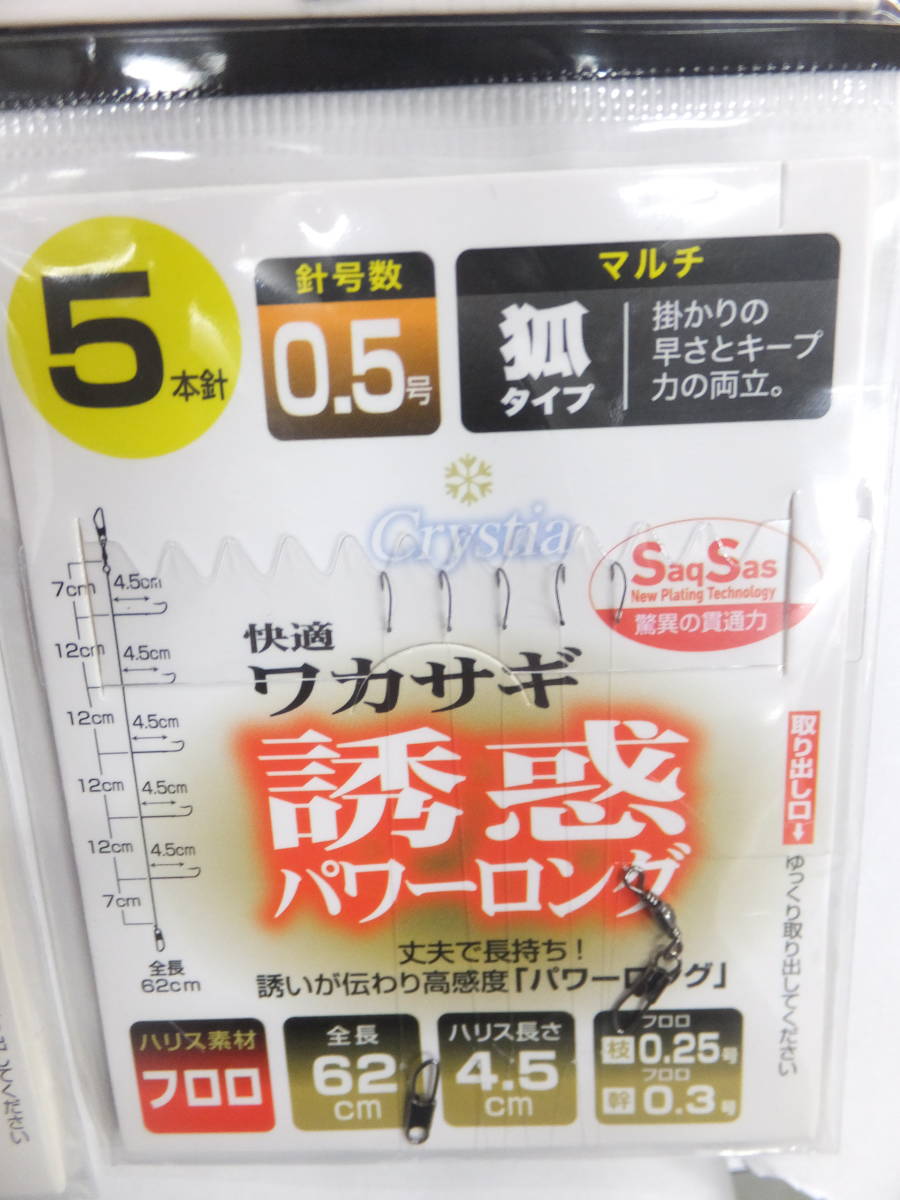 5本針
針号数
0.5号
マルチ
狐
タイプ
掛かりの
早さとキープ
力の両立。
Crystia
SaqSas
New Plating Technology
驚異の貫通力
7cm
4.5cm
12cm
4.5cm
12cm
4.5cm
12cm
4.5cm
12cm
4.5cm
7cm
全長
62cm
快適
ワカサギ
誘惑
パワーロング
丈夫で長持ち!
誘いが伝わり高感度「パワーロング」
取り出し口
ゆっくり取り出してください
ハリス素材
フロロ
全長
62
cm
ハリス長さ
4.5
cm
フロロ
枝0.25号
フロロ
幹0.3号
ください